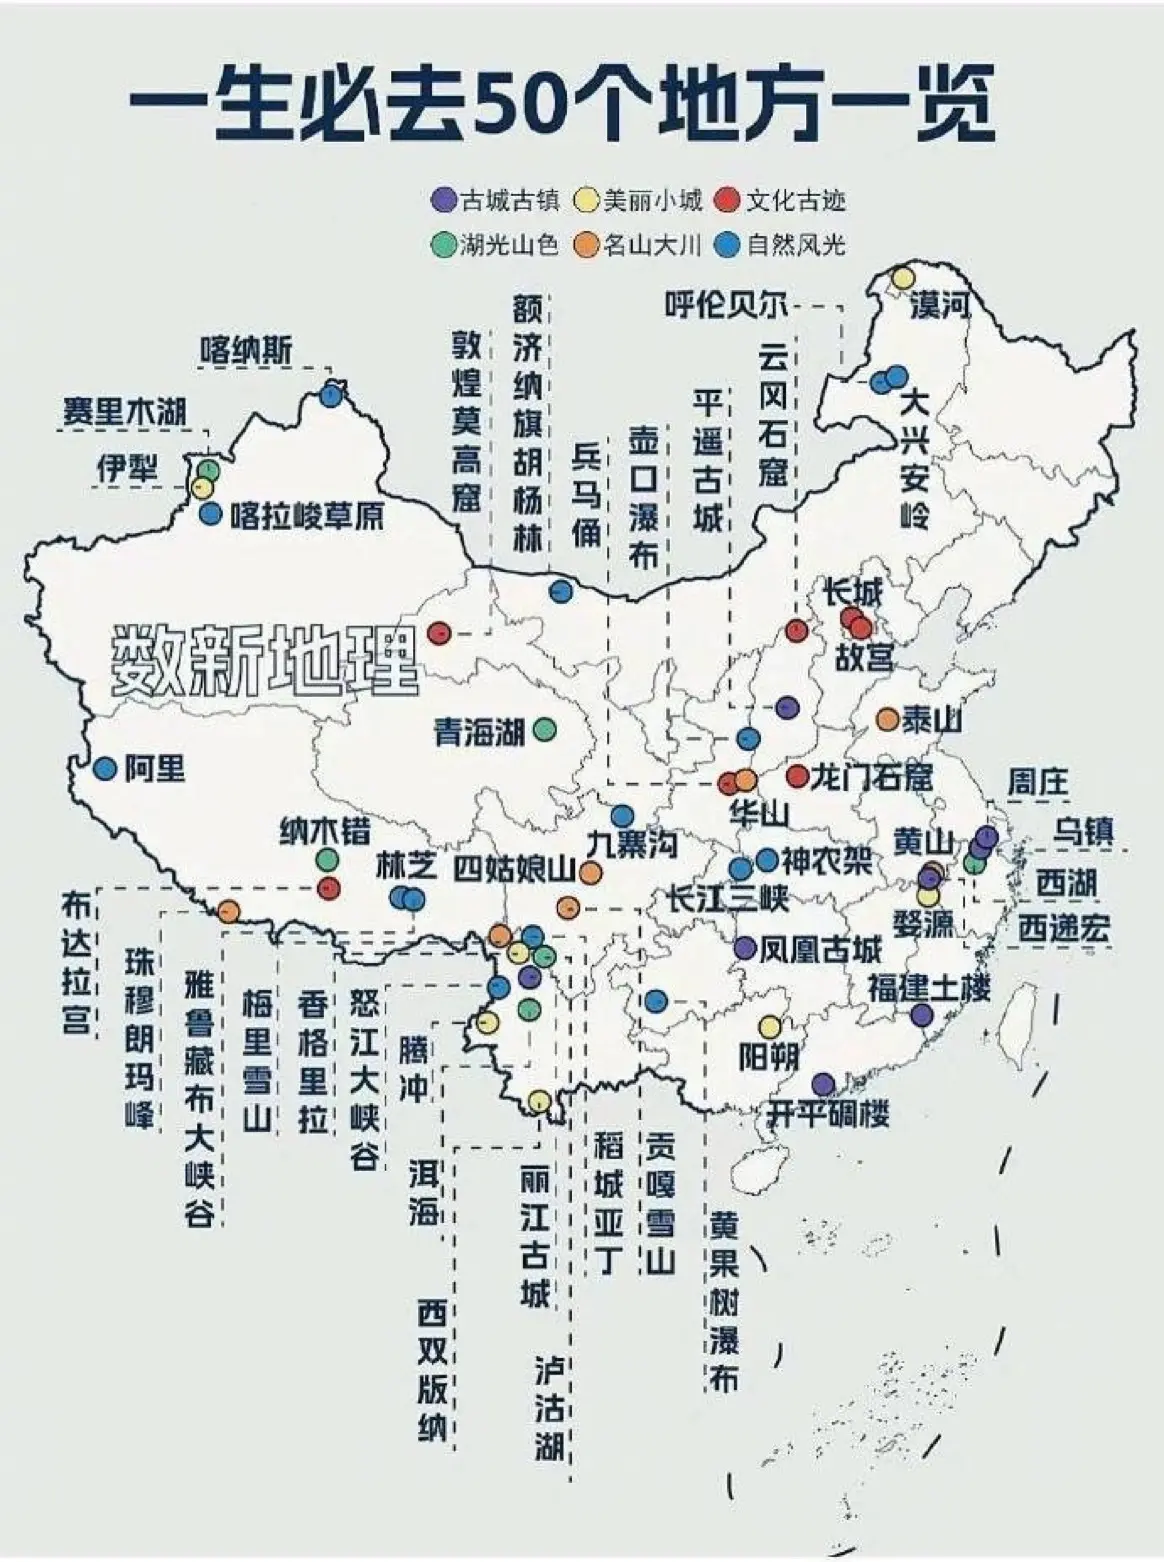 一生必去50个地方一览
古城古镇 美丽小城 文化古迹
湖光山色 名山大川 自然风光
漠河
呼伦贝尔
大兴安岭
云冈石窟
平遥古城
壶口瀑布
兵马俑
额济纳旗胡杨林
敦煌莫高窟
喀纳斯
赛里木湖
伊犁
喀拉峻草原
数新地理
长城
故宫
泰山
青海湖
阿里
龙门石窟
华山
周庄
乌镇
西湖
西递宏
黄山
婺源
纳木错
林芝
四姑娘山
九寨沟
神农架
长江三峡
凤凰古城
福建土楼
阳朔
开平碉楼
布达拉宫
珠穆朗玛峰
雅鲁藏布大峡谷
梅里雪山
香格里拉
怒江大峡谷
腾冲
洱海
西双版纳
丽江古城
泸沽湖
稻城亚丁
贡嘎雪山
黄果树瀑布